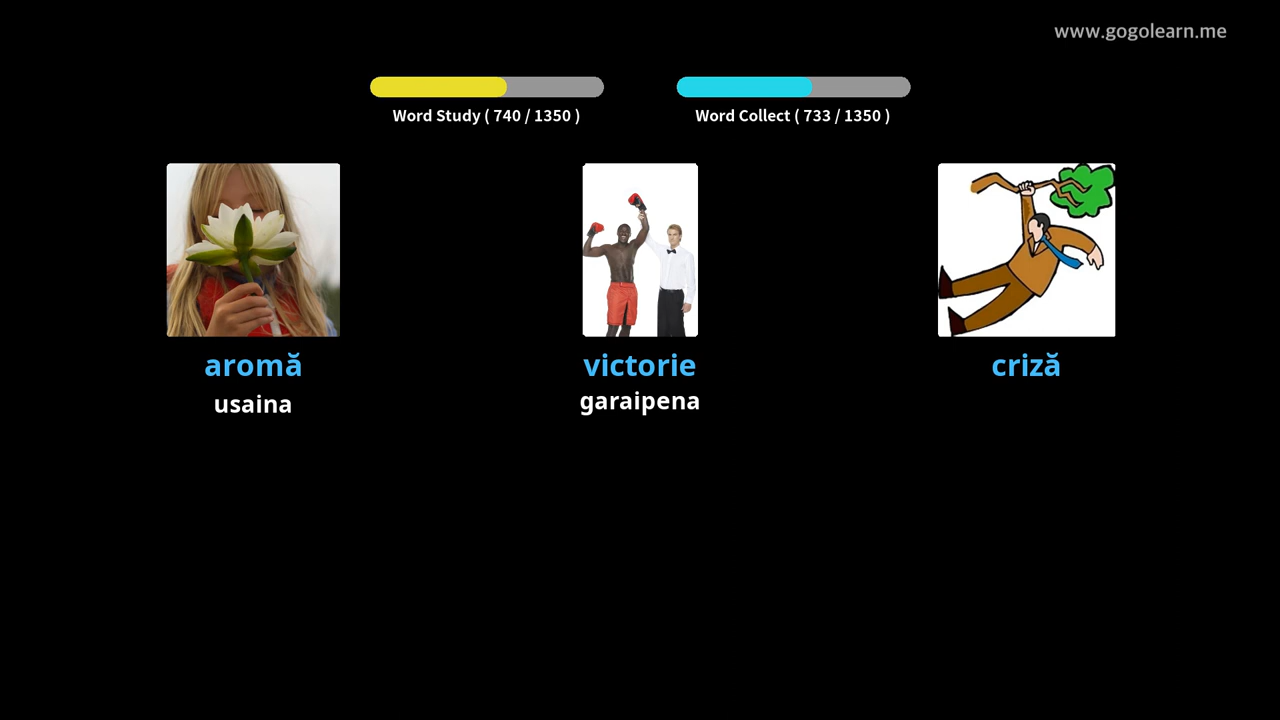 www.gogolearn.me
Word Study ( 740 / 1350 )
Word Collect ( 733 / 1350 )
aromă
victorie
criză
usaina
garaipena